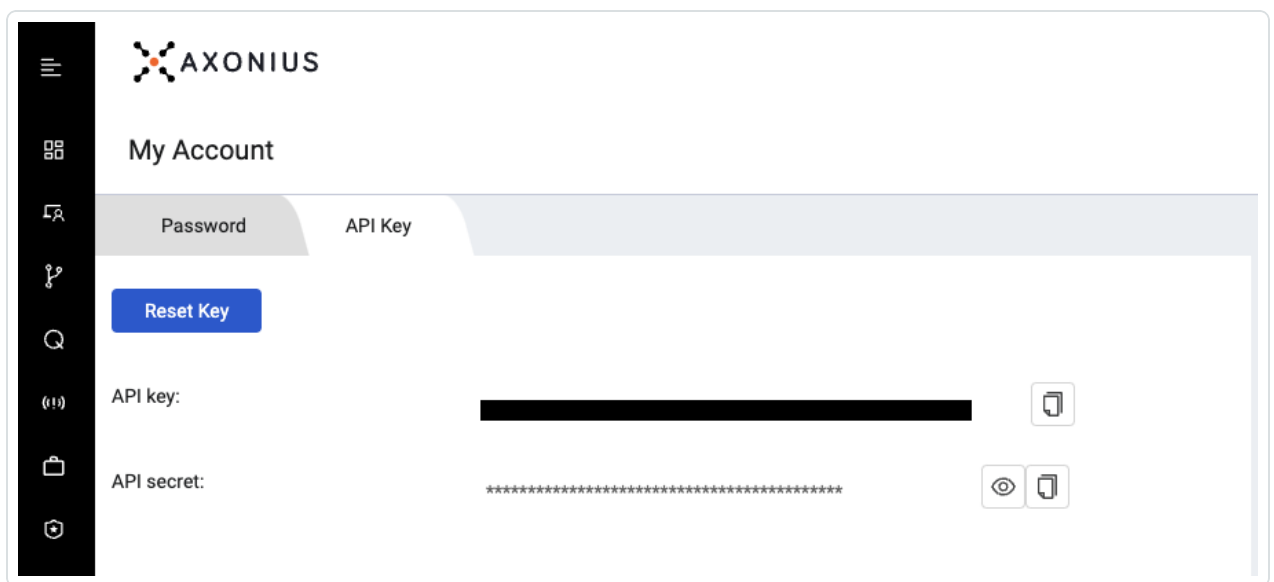 AXONIUS
My Account
Password API Key
Reset Key
API key:
API secret: *******************************************